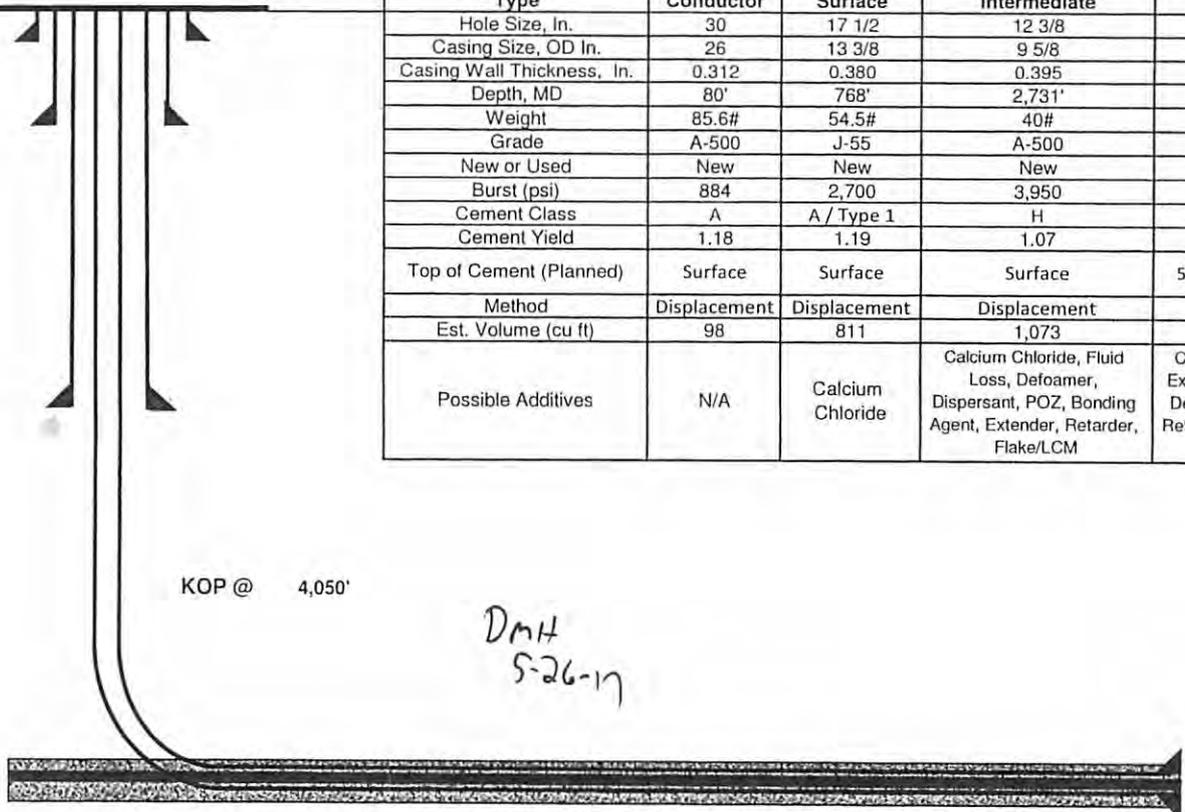 Type Conductor Surface Intermediate
Hole Size, In. 30 17 1/2 12 3/8
Casing Size, OD In. 26 13 3/8 9 5/8
Casing Wall Thickness, In. 0.312 0.380 0.395
Depth, MD 80' 768' 2,731'
Weight 85.6# 54.5# 40#
Grade A-500 J-55 A-500
New or Used New New New
Burst (psi) 884 2,700 3,950
Cement Class A A / Type 1 H
Cement Yield 1.18 1.19 1.07
Top of Cement (Planned) Surface Surface Surface 5
Method Displacement Displacement Displacement
Est. Volume (cu ft) 98 811 1,073
Possible Additives N/A Calcium
Chloride
Calcium Chloride, Fluid
Loss, Defoamer,
Dispersant, POZ, Bonding
Agent, Extender, Retarder,
Flake/LCM
KOP @ 4,050'
DMH
5-26-17